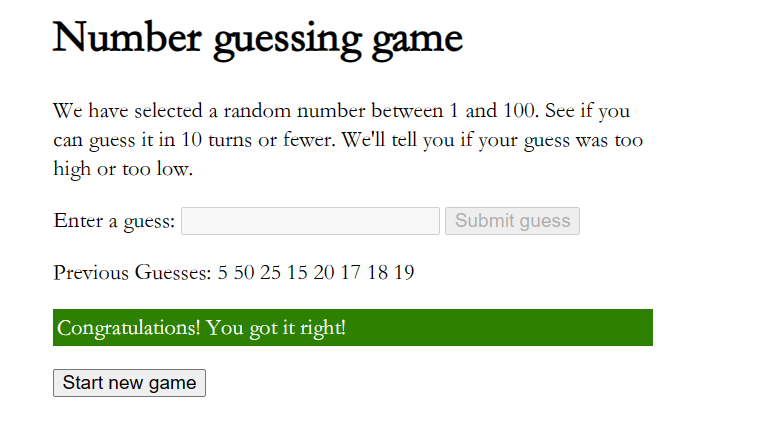 Number guessing game
We have selected a random number between 1 and 100. See if you
can guess it in 10 turns or fewer. We'll tell you if your guess was too
high or too low.
Enter a guess: Submit guess
Previous Guesses: 5 50 25 15 20 17 18 19
Congratulations! You got it right!
Start new game